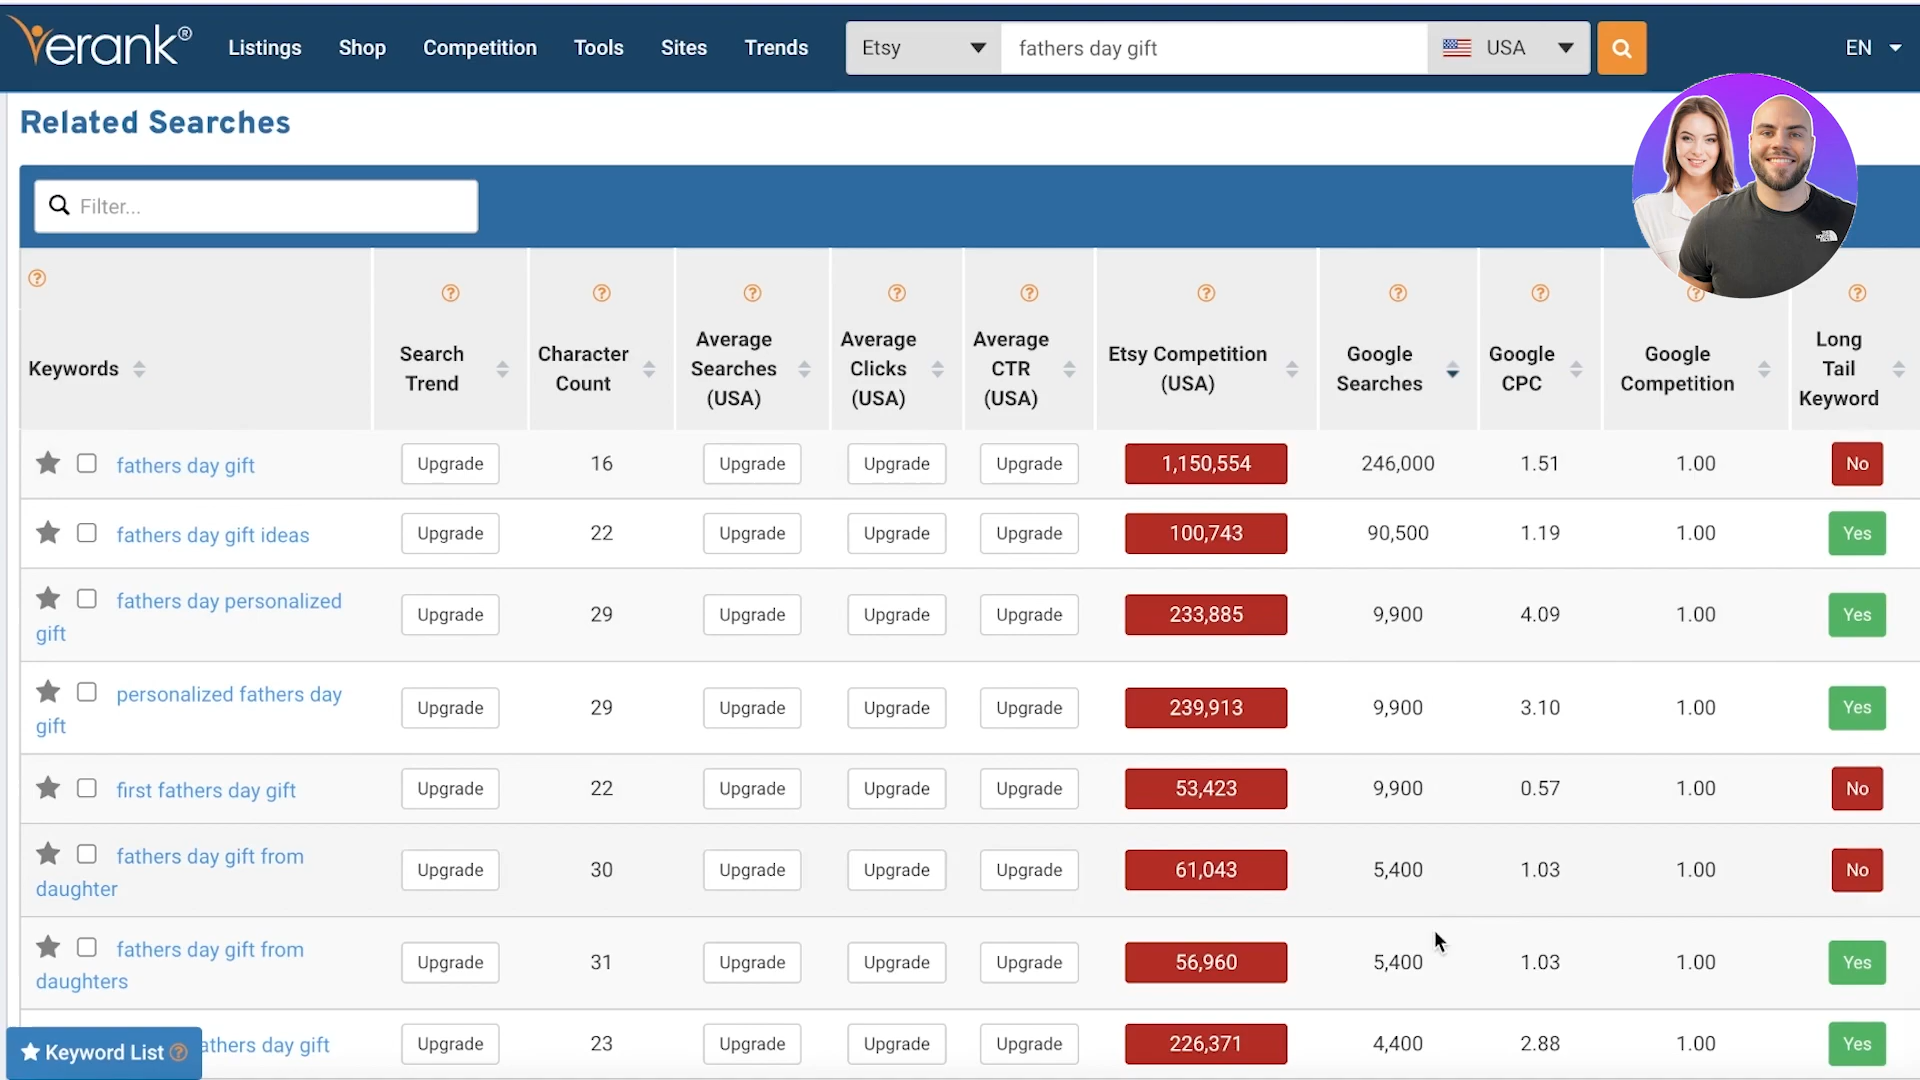 erank®
Listings
Shop
Competition
Tools
Sites
Trends
Etsy
fathers day gift
USA
EN
Related Searches
Filter...
Keywords
Search Trend
Character Count
Average Searches (USA)
Average Clicks (USA)
Average CTR (USA)
Etsy Competition (USA)
Google Searches
Google CPC
Google Competition
Long Tail Keyword
fathers day gift Upgrade 16 Upgrade Upgrade Upgrade 1,150,554 246,000 1.51 1.00 No
fathers day gift ideas Upgrade 22 Upgrade Upgrade Upgrade 100,743 90,500 1.19 1.00 Yes
fathers day personalized gift Upgrade 29 Upgrade Upgrade Upgrade 233,885 9,900 4.09 1.00 Yes
personalized fathers day gift Upgrade 29 Upgrade Upgrade Upgrade 239,913 9,900 3.10 1.00 Yes
first fathers day gift Upgrade 22 Upgrade Upgrade Upgrade 53,423 9,900 0.57 1.00 No
fathers day gift from daughter Upgrade 30 Upgrade Upgrade Upgrade 61,043 5,400 1.03 1.00 No
fathers day gift from daughters Upgrade 31 Upgrade Upgrade Upgrade 56,960 5,400 1.03 1.00 Yes
athers day gift Upgrade 23 Upgrade Upgrade Upgrade 226,371 4,400 2.88 1.00 Yes
Keyword List